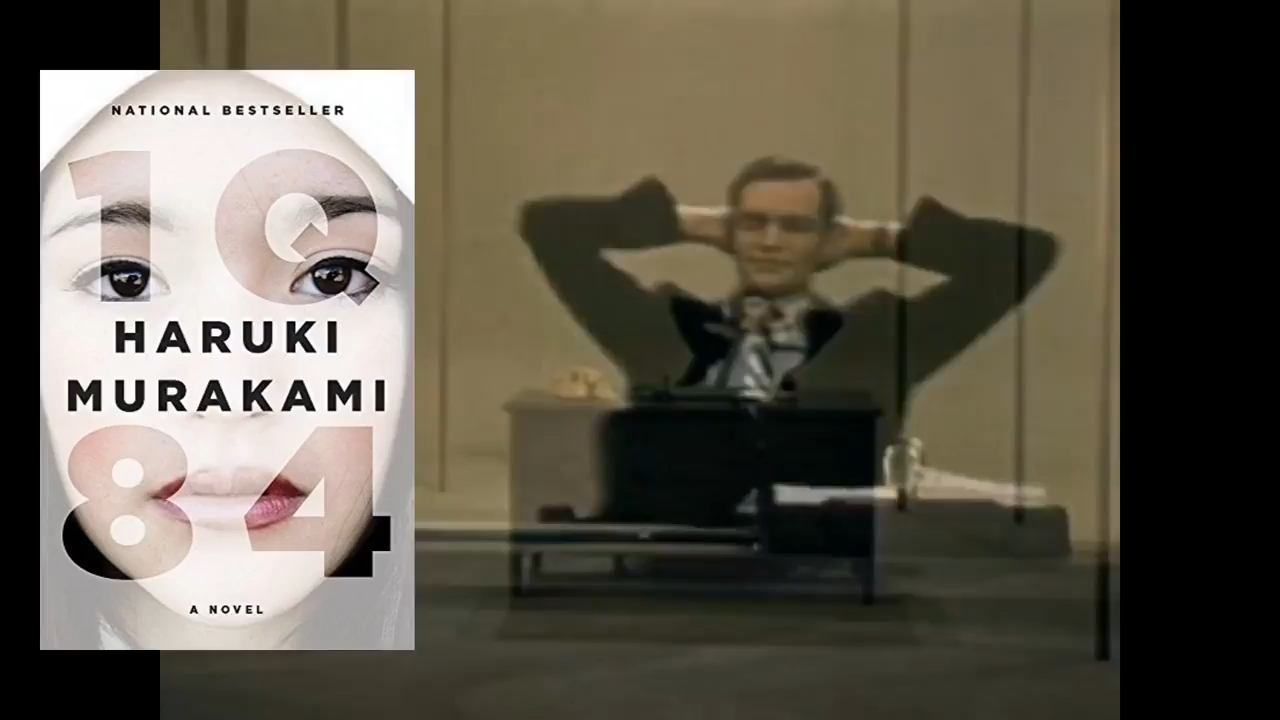 NATIONAL BESTSELLER
1Q
HARUKI
MURAKAMI
84
A NOVEL